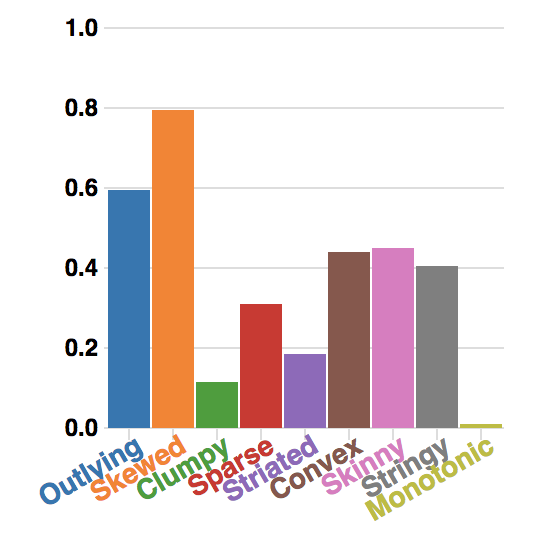 1.0
0.8
0.6
0.4
0.2
0.0
Outlying
Skewed
Clumpy
Sparse
Striated
Convex
Skinny
Stringy
Monotonic